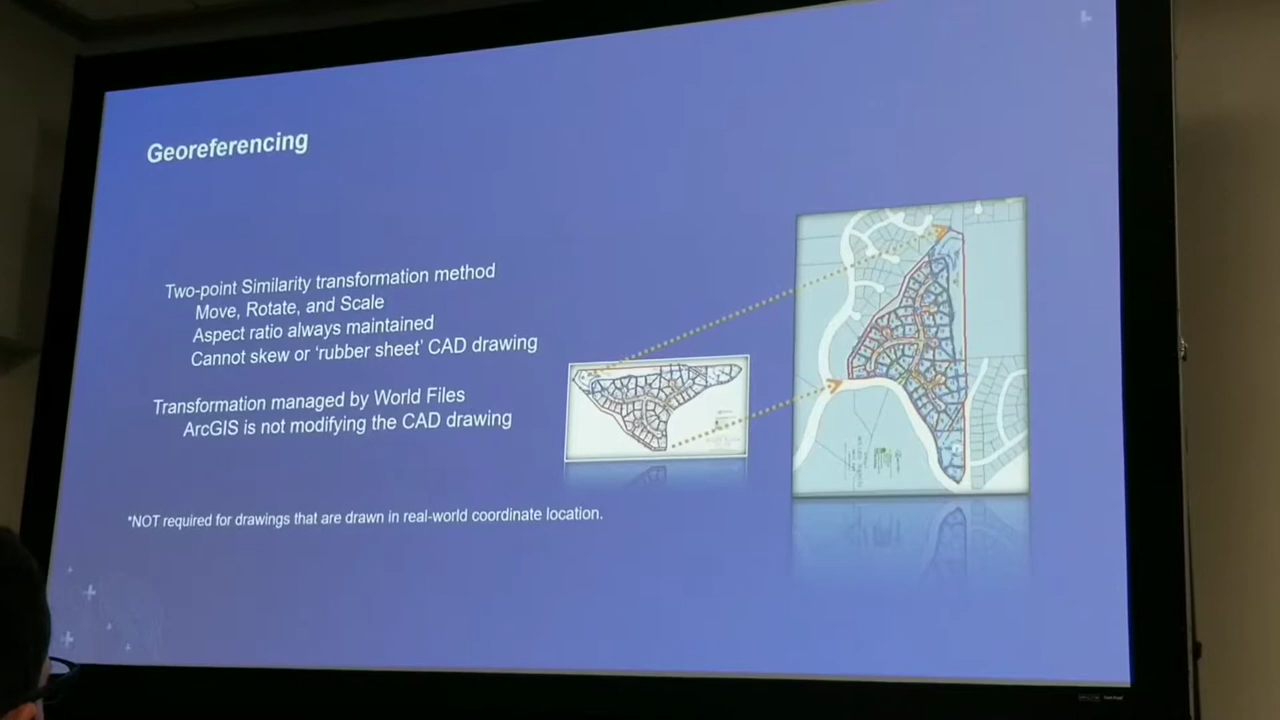 Georeferencing
Two-point Similarity transformation method
Move, Rotate, and Scale
Aspect ratio always maintained
Cannot skew or ‘rubber sheet’ CAD drawing
Transformation managed by World Files
ArcGIS is not modifying the CAD drawing
*NOT required for drawings that are drawn in real-world coordinate location.